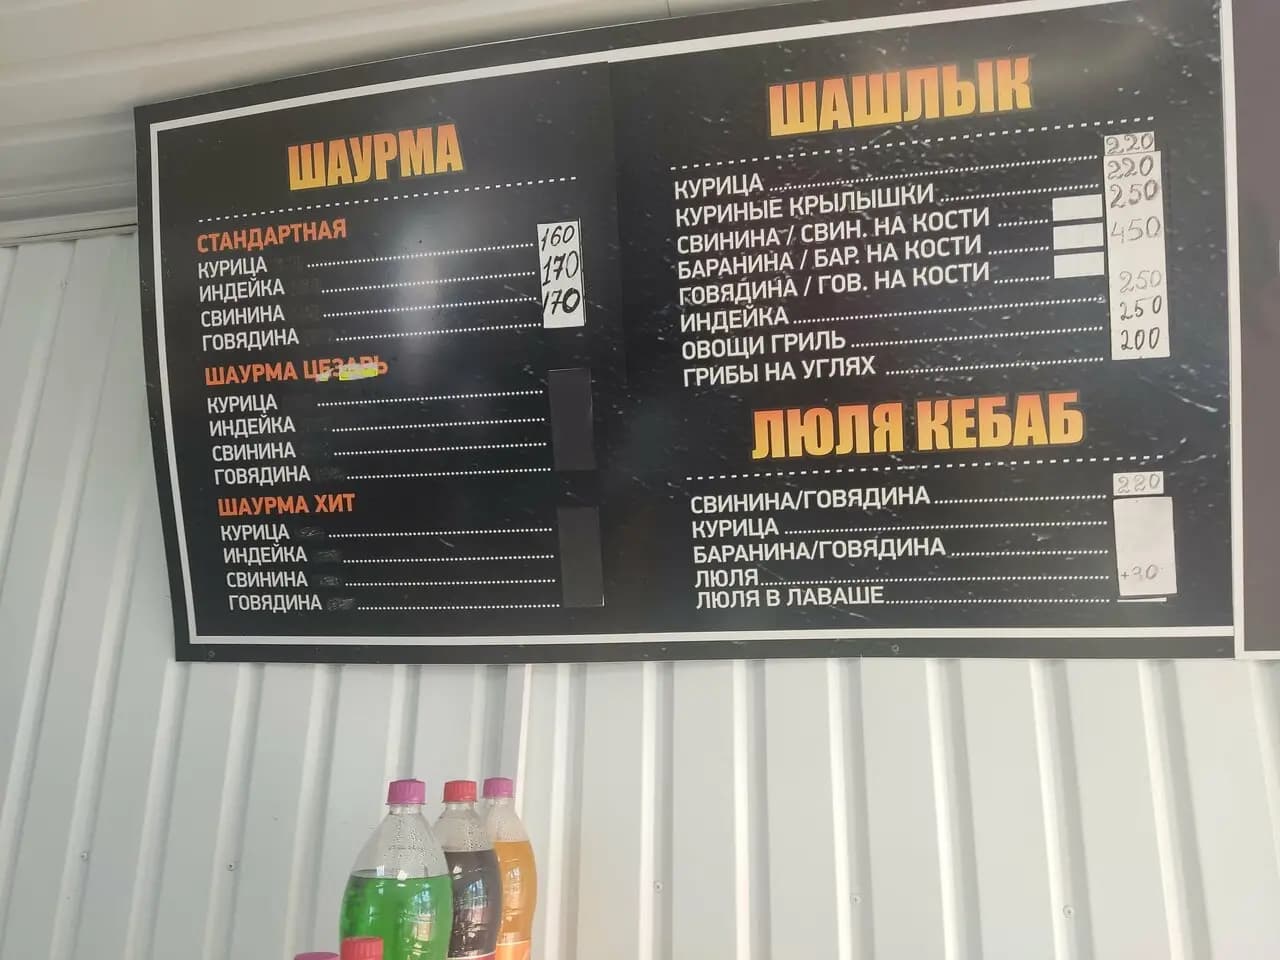 ШАУРМА
СТАНДАРТНАЯ
КУРИЦА 160
ИНДЕЙКА 170
СВИНИНА 170
ГОВЯДИНА
ШАУРМА ЦЕЗАРЬ
КУРИЦА
ИНДЕЙКА
СВИНИНА
ГОВЯДИНА
ШАУРМА ХИТ
КУРИЦА
ИНДЕЙКА
СВИНИНА
ГОВЯДИНА
ШАШЛЫК
КУРИЦА 220
КУРИНЫЕ КРЫЛЫШКИ 220
СВИНИНА / СВИН. НА КОСТИ 250
БАРАНИНА / БАР. НА КОСТИ 450
ГОВЯДИНА / ГОВ. НА КОСТИ
ИНДЕЙКА 250
ОВОЩИ ГРИЛЬ 250
ГРИБЫ НА УГЛЯХ 200
ЛЮЛЯ КЕБАБ
СВИНИНА/ГОВЯДИНА 220
КУРИЦА
БАРАНИНА/ГОВЯДИНА
ЛЮЛЯ
ЛЮЛЯ В ЛАВАШЕ